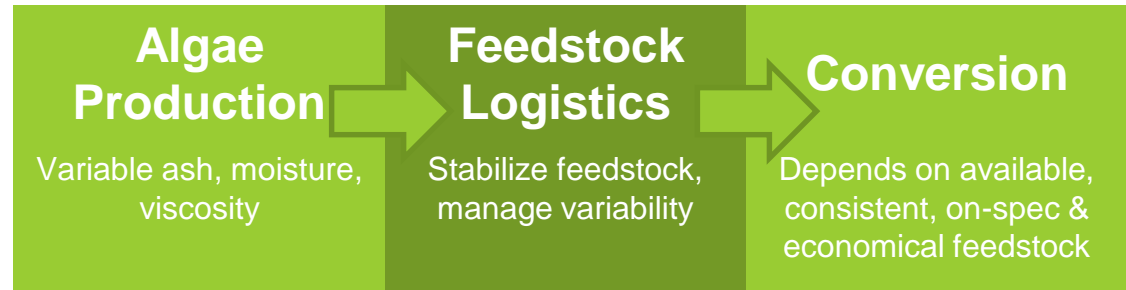 Algae
Production
Variable ash, moisture,
viscosity
Feedstock
Logistics
Stabilize feedstock,
manage variability
Conversion
Depends on available,
consistent, on-spec &
economical feedstock